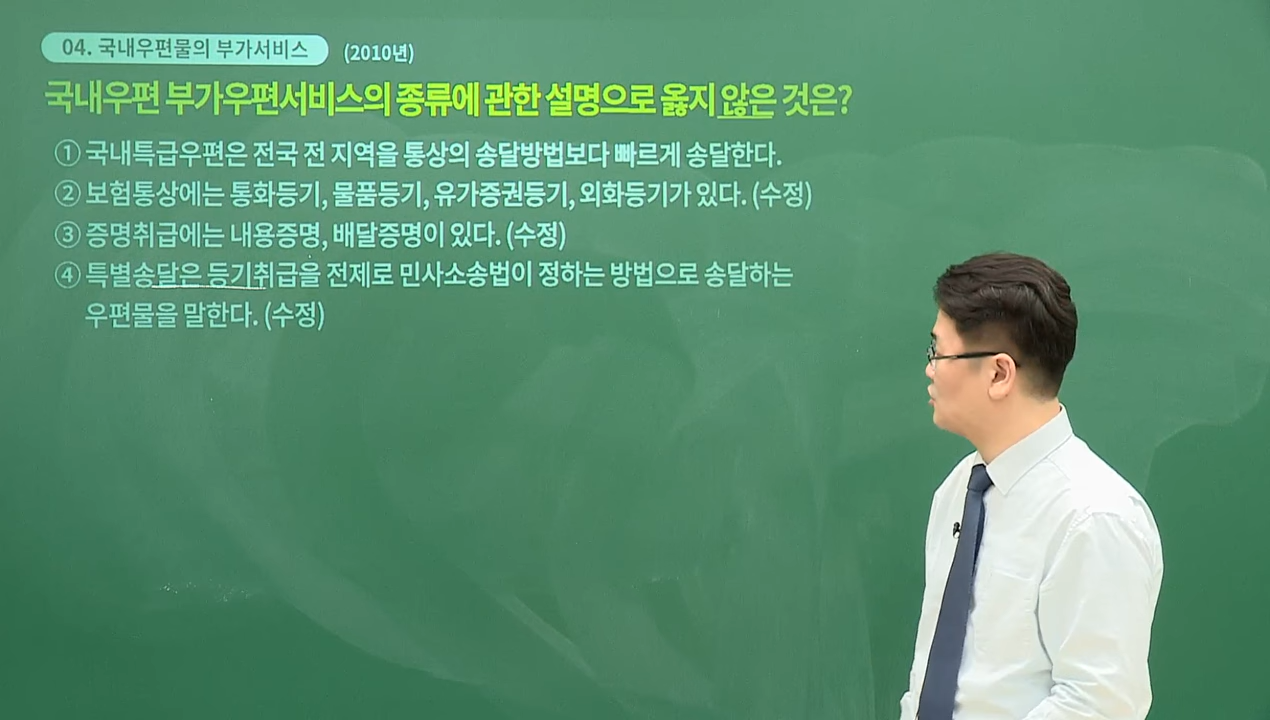 04. 국내우편물의 부가서비스 (2010년)
국내우편 부가우편서비스의 종류에 관한 설명으로 옳지 않은 것은?
① 국내특급우편은 전국 전 지역을 통상의 송달방법보다 빠르게 송달한다.
② 보험통상에는 통화등기, 물품등기, 유가증권등기, 외화등기가 있다. (수정)
③ 증명취급에는 내용증명, 배달증명이 있다. (수정)
④ 특별송달은 등기취급을 전제로 민사소송법이 정하는 방법으로 송달하는
우편물을 말한다. (수정)